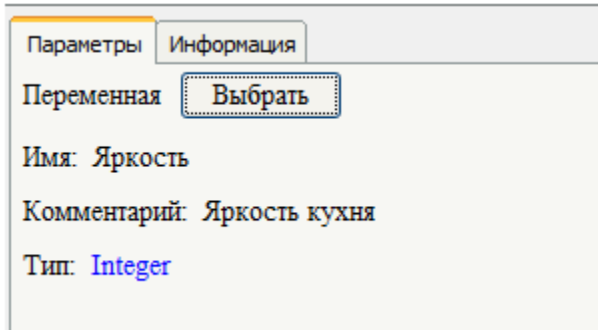 Параметры Информация
Переменная Выбрать
Имя: Яркость
Комментарий: Яркость кухня
Тип: Integer